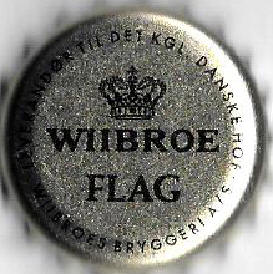 LEVERANDØR TIL DET KGL. DANSKE HOF
WIIBROE
FLAG
WIIBROES BRYGGERI A/S